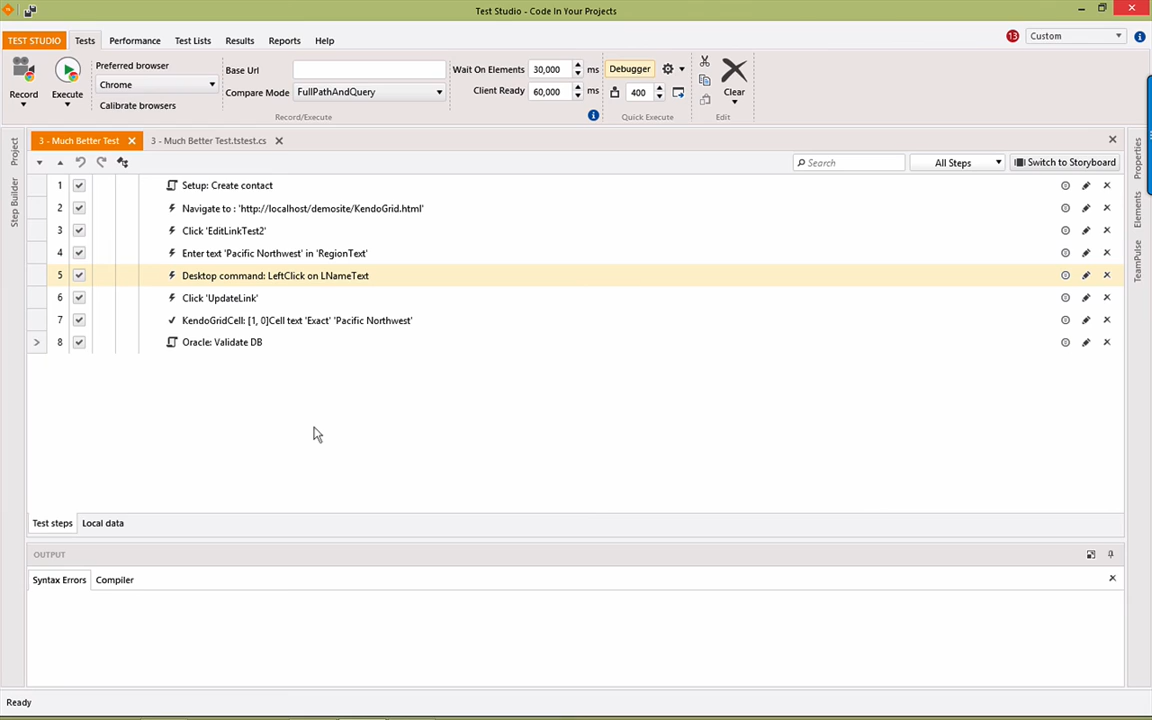 Test Studio - Code In Your Projects
TEST STUDIO Tests Performance Test Lists Results Reports Help
13 Custom
Record
Execute
Preferred browser
Chrome
Calibrate browsers
Base Url
Compare Mode FullPathAndQuery
Record/Execute
Wait On Elements 30,000 ms
Client Ready 60,000 ms
Debugger
400
Quick Execute
Clear
Edit
3 - Much Better Test
3 - Much Better Test.tstest.cs
Search
All Steps
Switch to Storyboard
Project
Step Builder
1 Setup: Create contact
2 Navigate to : 'http://localhost/demosite/KendoGrid.html'
3 Click 'EditLinkTest2'
4 Enter text 'Pacific Northwest' in 'RegionText'
5 Desktop command: LeftClick on LNameText
6 Click 'UpdateLink'
7 KendoGridCell: [1, 0]Cell text 'Exact' 'Pacific Northwest'
8 Oracle: Validate DB
Properties
Elements
TeamPulse
Test steps Local data
OUTPUT
Syntax Errors Compiler
Ready